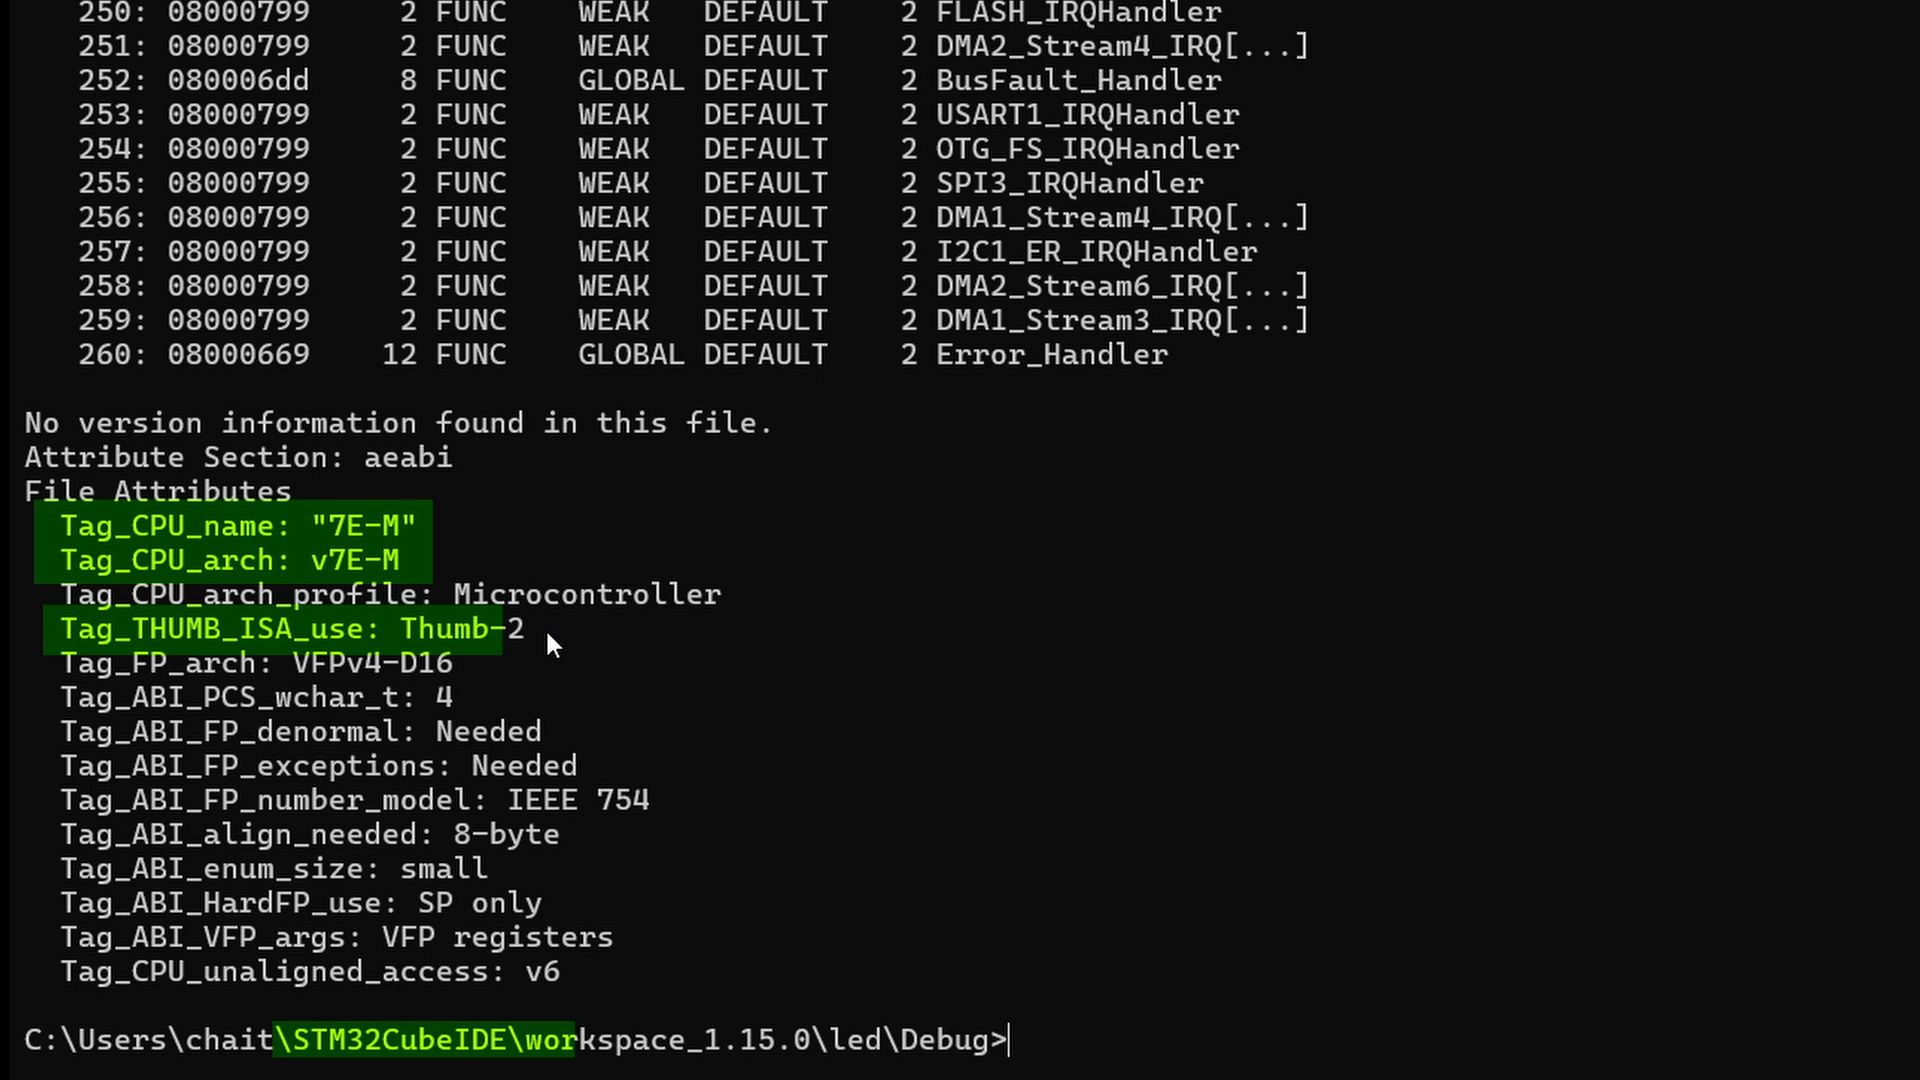 250: 08000799     2 FUNC    WEAK   DEFAULT    2 FLASH_IRQHandler
251: 08000799     2 FUNC    WEAK   DEFAULT    2 DMA2_Stream4_IRQ[...]
252: 080006dd     8 FUNC    GLOBAL DEFAULT    2 BusFault_Handler
253: 08000799     2 FUNC    WEAK   DEFAULT    2 USART1_IRQHandler
254: 08000799     2 FUNC    WEAK   DEFAULT    2 OTG_FS_IRQHandler
255: 08000799     2 FUNC    WEAK   DEFAULT    2 SPI3_IRQHandler
256: 08000799     2 FUNC    WEAK   DEFAULT    2 DMA1_Stream4_IRQ[...]
257: 08000799     2 FUNC    WEAK   DEFAULT    2 I2C1_ER_IRQHandler
258: 08000799     2 FUNC    WEAK   DEFAULT    2 DMA2_Stream6_IRQ[...]
259: 08000799     2 FUNC    WEAK   DEFAULT    2 DMA1_Stream3_IRQ[...]
260: 08000669    12 FUNC    GLOBAL DEFAULT    2 Error_Handler
No version information found in this file.
Attribute Section: aeabi
File Attributes
Tag_CPU_name: "7E-M"
Tag_CPU_arch: v7E-M
Tag_CPU_arch_profile: Microcontroller
Tag_THUMB_ISA_use: Thumb-2
Tag_FP_arch: VFPv4-D16
Tag_ABI_PCS_wchar_t: 4
Tag_ABI_FP_denormal: Needed
Tag_ABI_FP_exceptions: Needed
Tag_ABI_FP_number_model: IEEE 754
Tag_ABI_align_needed: 8-byte
Tag_ABI_enum_size: small
Tag_ABI_HardFP_use: SP only
Tag_ABI_VFP_args: VFP registers
Tag_CPU_unaligned_access: v6
C:\Users\chait\STM32CubeIDE\workspace_1.15.0\led\Debug>